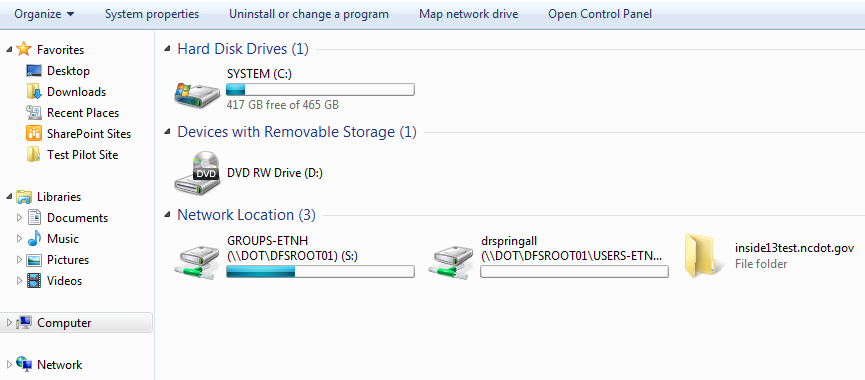 Organize System properties Uninstall or change a program Map network drive Open Control Panel
Favorites
Desktop
Downloads
Recent Places
SharePoint Sites
Test Pilot Site
Libraries
Documents
Music
Pictures
Videos
Computer
Network
Hard Disk Drives (1)
SYSTEM (C:)
417 GB free of 465 GB
Devices with Removable Storage (1)
DVD
DVD RW Drive (D:)
Network Location (3)
GROUPS-ETNH
(\\DOT\DFSROOT01) (S:)
drspringall
(\\DOT\DFSROOT01\USERS-ETN...
inside13test.ncdot.gov
File folder